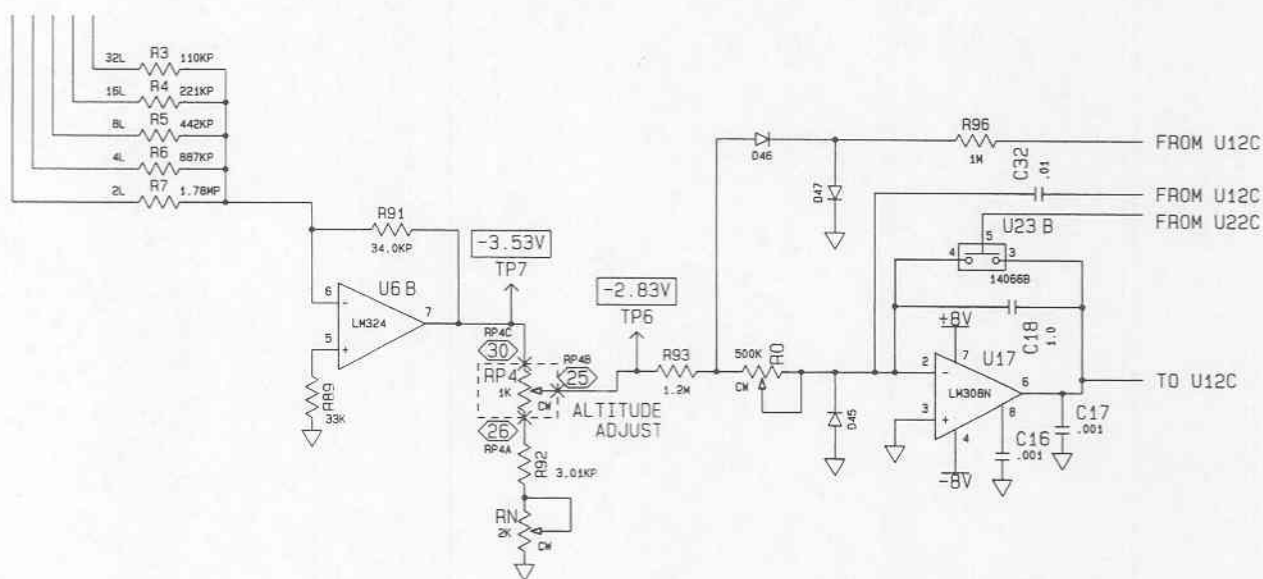 32L R3 110KP
16L R4 221KP
8L R5 442KP
4L R6 887KP
2L R7 1.78MP
R91
34.0KP
-3.53V
TP7
U6 B
6
-
7
LM324
5
+
R89
33K
RP4C
30
RP4
1K
CW
RP4B
25
26
RP4A
ALTITUDE
ADJUST
R92
3.01KP
RN
2K
CW
-2.83V
TP6
R93
1.2M
500K
RO
CW
D46
D47
D45
R96
1M
FROM U12C
C32
.01
FROM U12C
FROM U22C
U23 B
5
4
3
14066B
C18
1.0
+8V
7
U17
2
-
LM308N
6
3
+
8
4
-8V
C16
.001
C17
.001
TO U12C